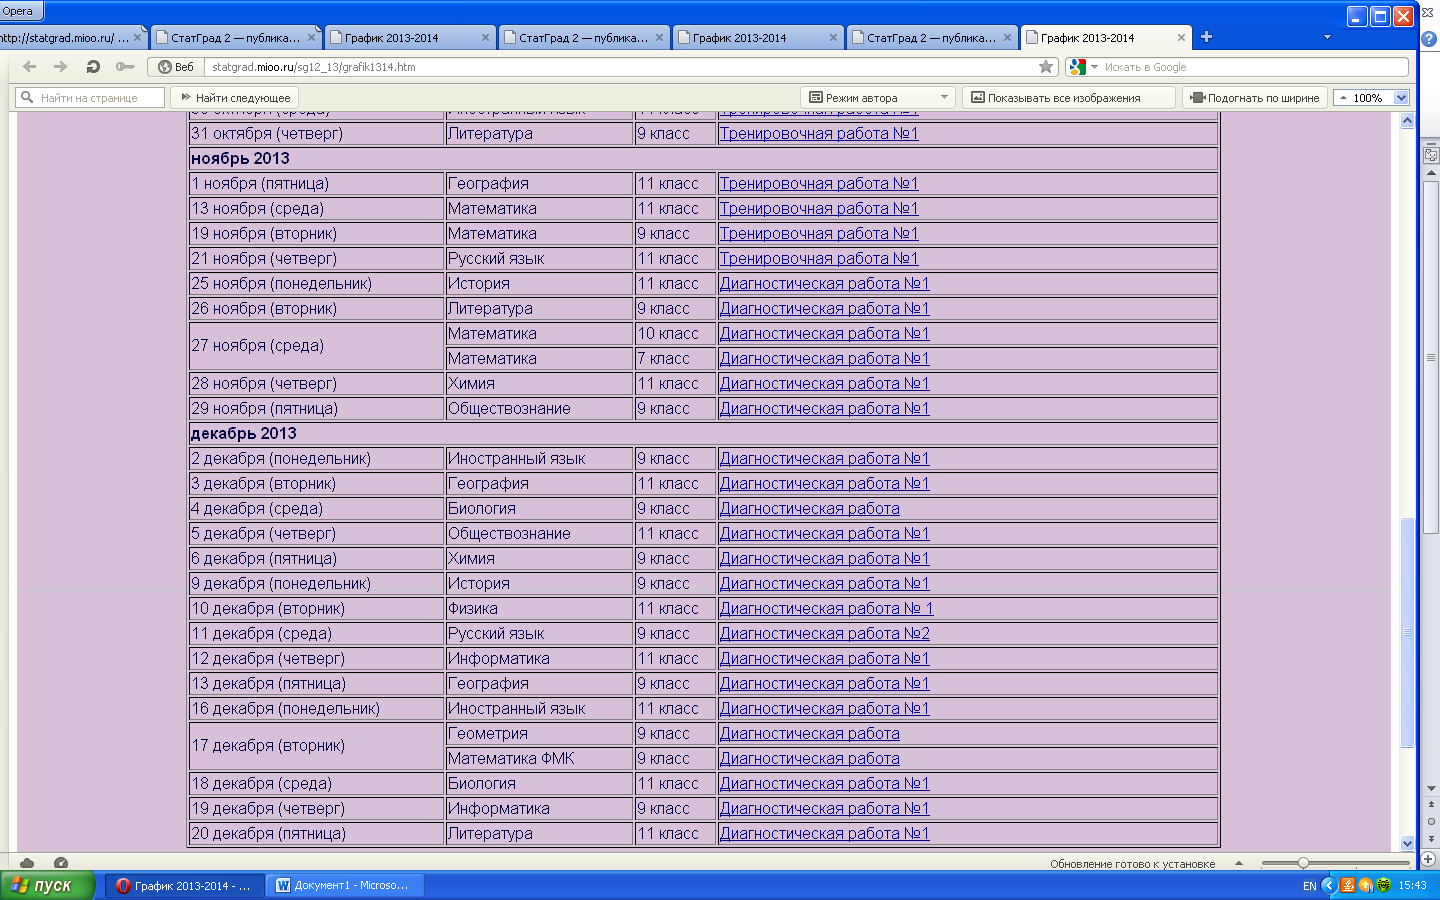 Opera
http://statgrad.mioo.ru/ ... СтатГрад 2 — публика... График 2013-2014 СтатГрад 2 — публика... График 2013-2014 СтатГрад 2 — публика... График 2013-2014
Веб statgrad.mioo.ru/sg12_13/grafik1314.htm Искать в Google
Найти на странице Найти следующее Режим автора Показывать все изображения Подогнать по ширине 100%
31 октября (четверг) Литература 9 класс Тренировочная работа №1
ноябрь 2013
1 ноября (пятница) География 11 класс Тренировочная работа №1
13 ноября (среда) Математика 11 класс Тренировочная работа №1
19 ноября (вторник) Математика 9 класс Тренировочная работа №1
21 ноября (четверг) Русский язык 11 класс Тренировочная работа №1
25 ноября (понедельник) История 11 класс Диагностическая работа №1
26 ноября (вторник) Литература 9 класс Диагностическая работа №1
27 ноября (среда) Математика 10 класс Диагностическая работа №1
Математика 7 класс Диагностическая работа №1
28 ноября (четверг) Химия 11 класс Диагностическая работа №1
29 ноября (пятница) Обществознание 9 класс Диагностическая работа №1
декабрь 2013
2 декабря (понедельник) Иностранный язык 9 класс Диагностическая работа №1
3 декабря (вторник) География 11 класс Диагностическая работа №1
4 декабря (среда) Биология 9 класс Диагностическая работа
5 декабря (четверг) Обществознание 11 класс Диагностическая работа №1
6 декабря (пятница) Химия 9 класс Диагностическая работа №1
9 декабря (понедельник) История 9 класс Диагностическая работа №1
10 декабря (вторник) Физика 11 класс Диагностическая работа № 1
11 декабря (среда) Русский язык 9 класс Диагностическая работа №2
12 декабря (четверг) Информатика 11 класс Диагностическая работа №1
13 декабря (пятница) География 9 класс Диагностическая работа №1
16 декабря (понедельник) Иностранный язык 11 класс Диагностическая работа №1
17 декабря (вторник) Геометрия 9 класс Диагностическая работа
Математика ФМК 9 класс Диагностическая работа
18 декабря (среда) Биология 11 класс Диагностическая работа №1
19 декабря (четверг) Информатика 9 класс Диагностическая работа №1
20 декабря (пятница) Литература 11 класс Диагностическая работа №1
Обновление готово к установке
пуск График 2013-2014 - ... Документ1 - Microso... EN 15:43